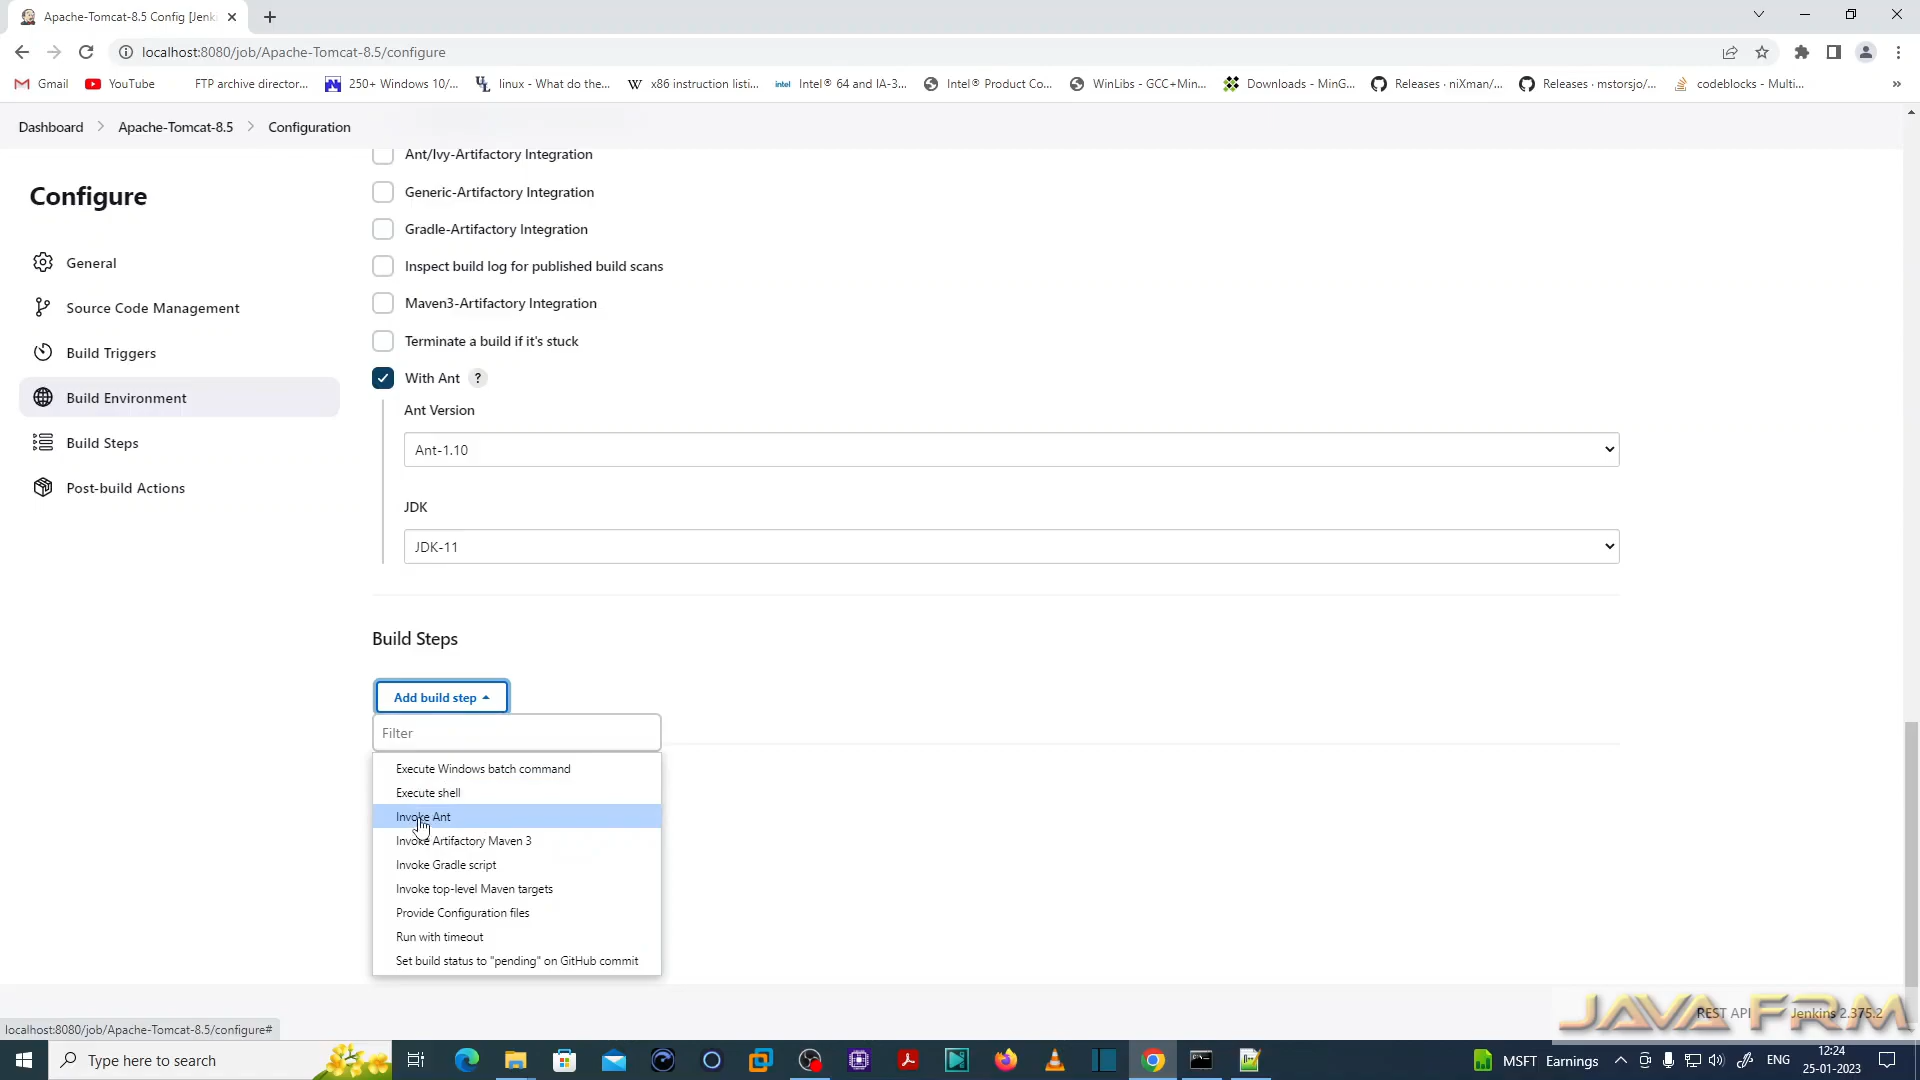 Apache-Tomcat-8.5 Config [Jenki
localhost:8080/job/Apache-Tomcat-8.5/configure
Gmail
YouTube
FTP archive director...
250+ Windows 10/...
linux - What do the...
x86 instruction listi...
Intel® 64 and IA-3...
Intel® Product Co...
WinLibs - GCC+Min...
Downloads - MinG...
Releases · niXman/...
Releases · mstorsjo/...
codeblocks - Multi...
»
Dashboard
Apache-Tomcat-8.5
Configuration
Configure
General
Source Code Management
Build Triggers
Build Environment
Build Steps
Post-build Actions
Ant/Ivy-Artifactory Integration
Generic-Artifactory Integration
Gradle-Artifactory Integration
Inspect build log for published build scans
Maven3-Artifactory Integration
Terminate a build if it's stuck
With Ant ?
Ant Version
Ant-1.10
JDK
JDK-11
Build Steps
Add build step
Filter
Execute Windows batch command
Execute shell
Invoke Ant
Invoke Artifactory Maven 3
Invoke Gradle script
Invoke top-level Maven targets
Provide Configuration files
Run with timeout
Set build status to "pending" on GitHub commit
REST API
Jenkins 2.375.2
JAVA FRM
localhost:8080/job/Apache-Tomcat-8.5/configure#
Type here to search
MSFT Earnings
ENG
12:24
25-01-2023